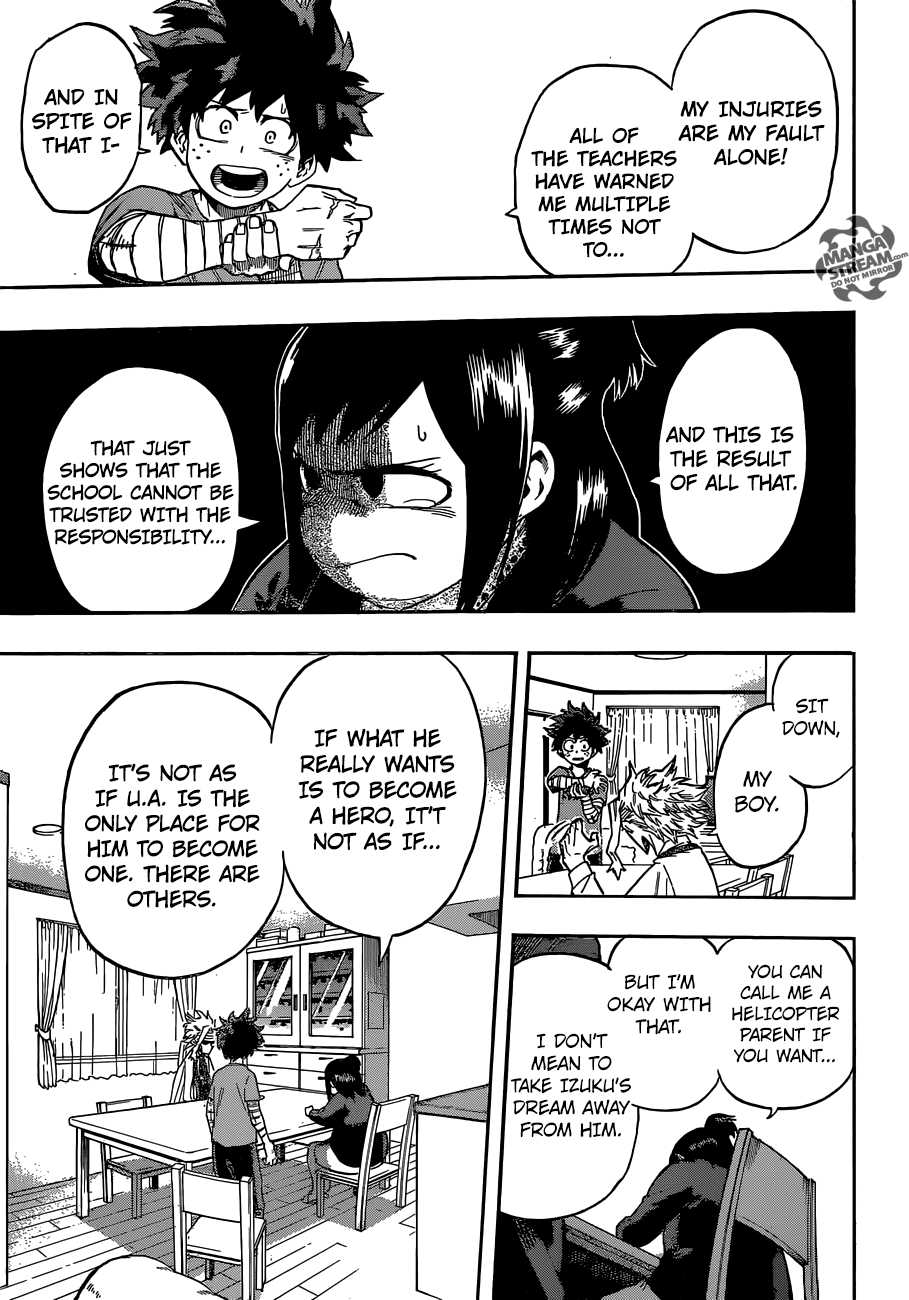 MY INJURIES
ARE MY FAULT
ALONE!
ALL OF
THE TEACHERS
HAVE WARNED
ME MULTIPLE
TIMES NOT
TO...
AND IN
SPITE OF
THAT I-
MANGA
STREAM.com
DO NOT MIRROR
AND THIS IS
THE RESULT
OF ALL THAT.
THAT JUST
SHOWS THAT THE
SCHOOL CANNOT BE
TRUSTED WITH THE
RESPONSIBILITY...
SIT
DOWN,
MY
BOY.
YOU CAN
CALL ME A
HELICOPTER
PARENT IF
YOU WANT...
BUT I'M
OKAY WITH
THAT.
I DON'T
MEAN TO
TAKE IZUKU'S
DREAM AWAY
FROM HIM.
IF WHAT HE
REALLY WANTS
IS TO BECOME
A HERO, IT'S
NOT AS IF...
IT'S NOT AS
IF U.A. IS THE
ONLY PLACE FOR
HIM TO BECOME
ONE. THERE ARE
OTHERS.